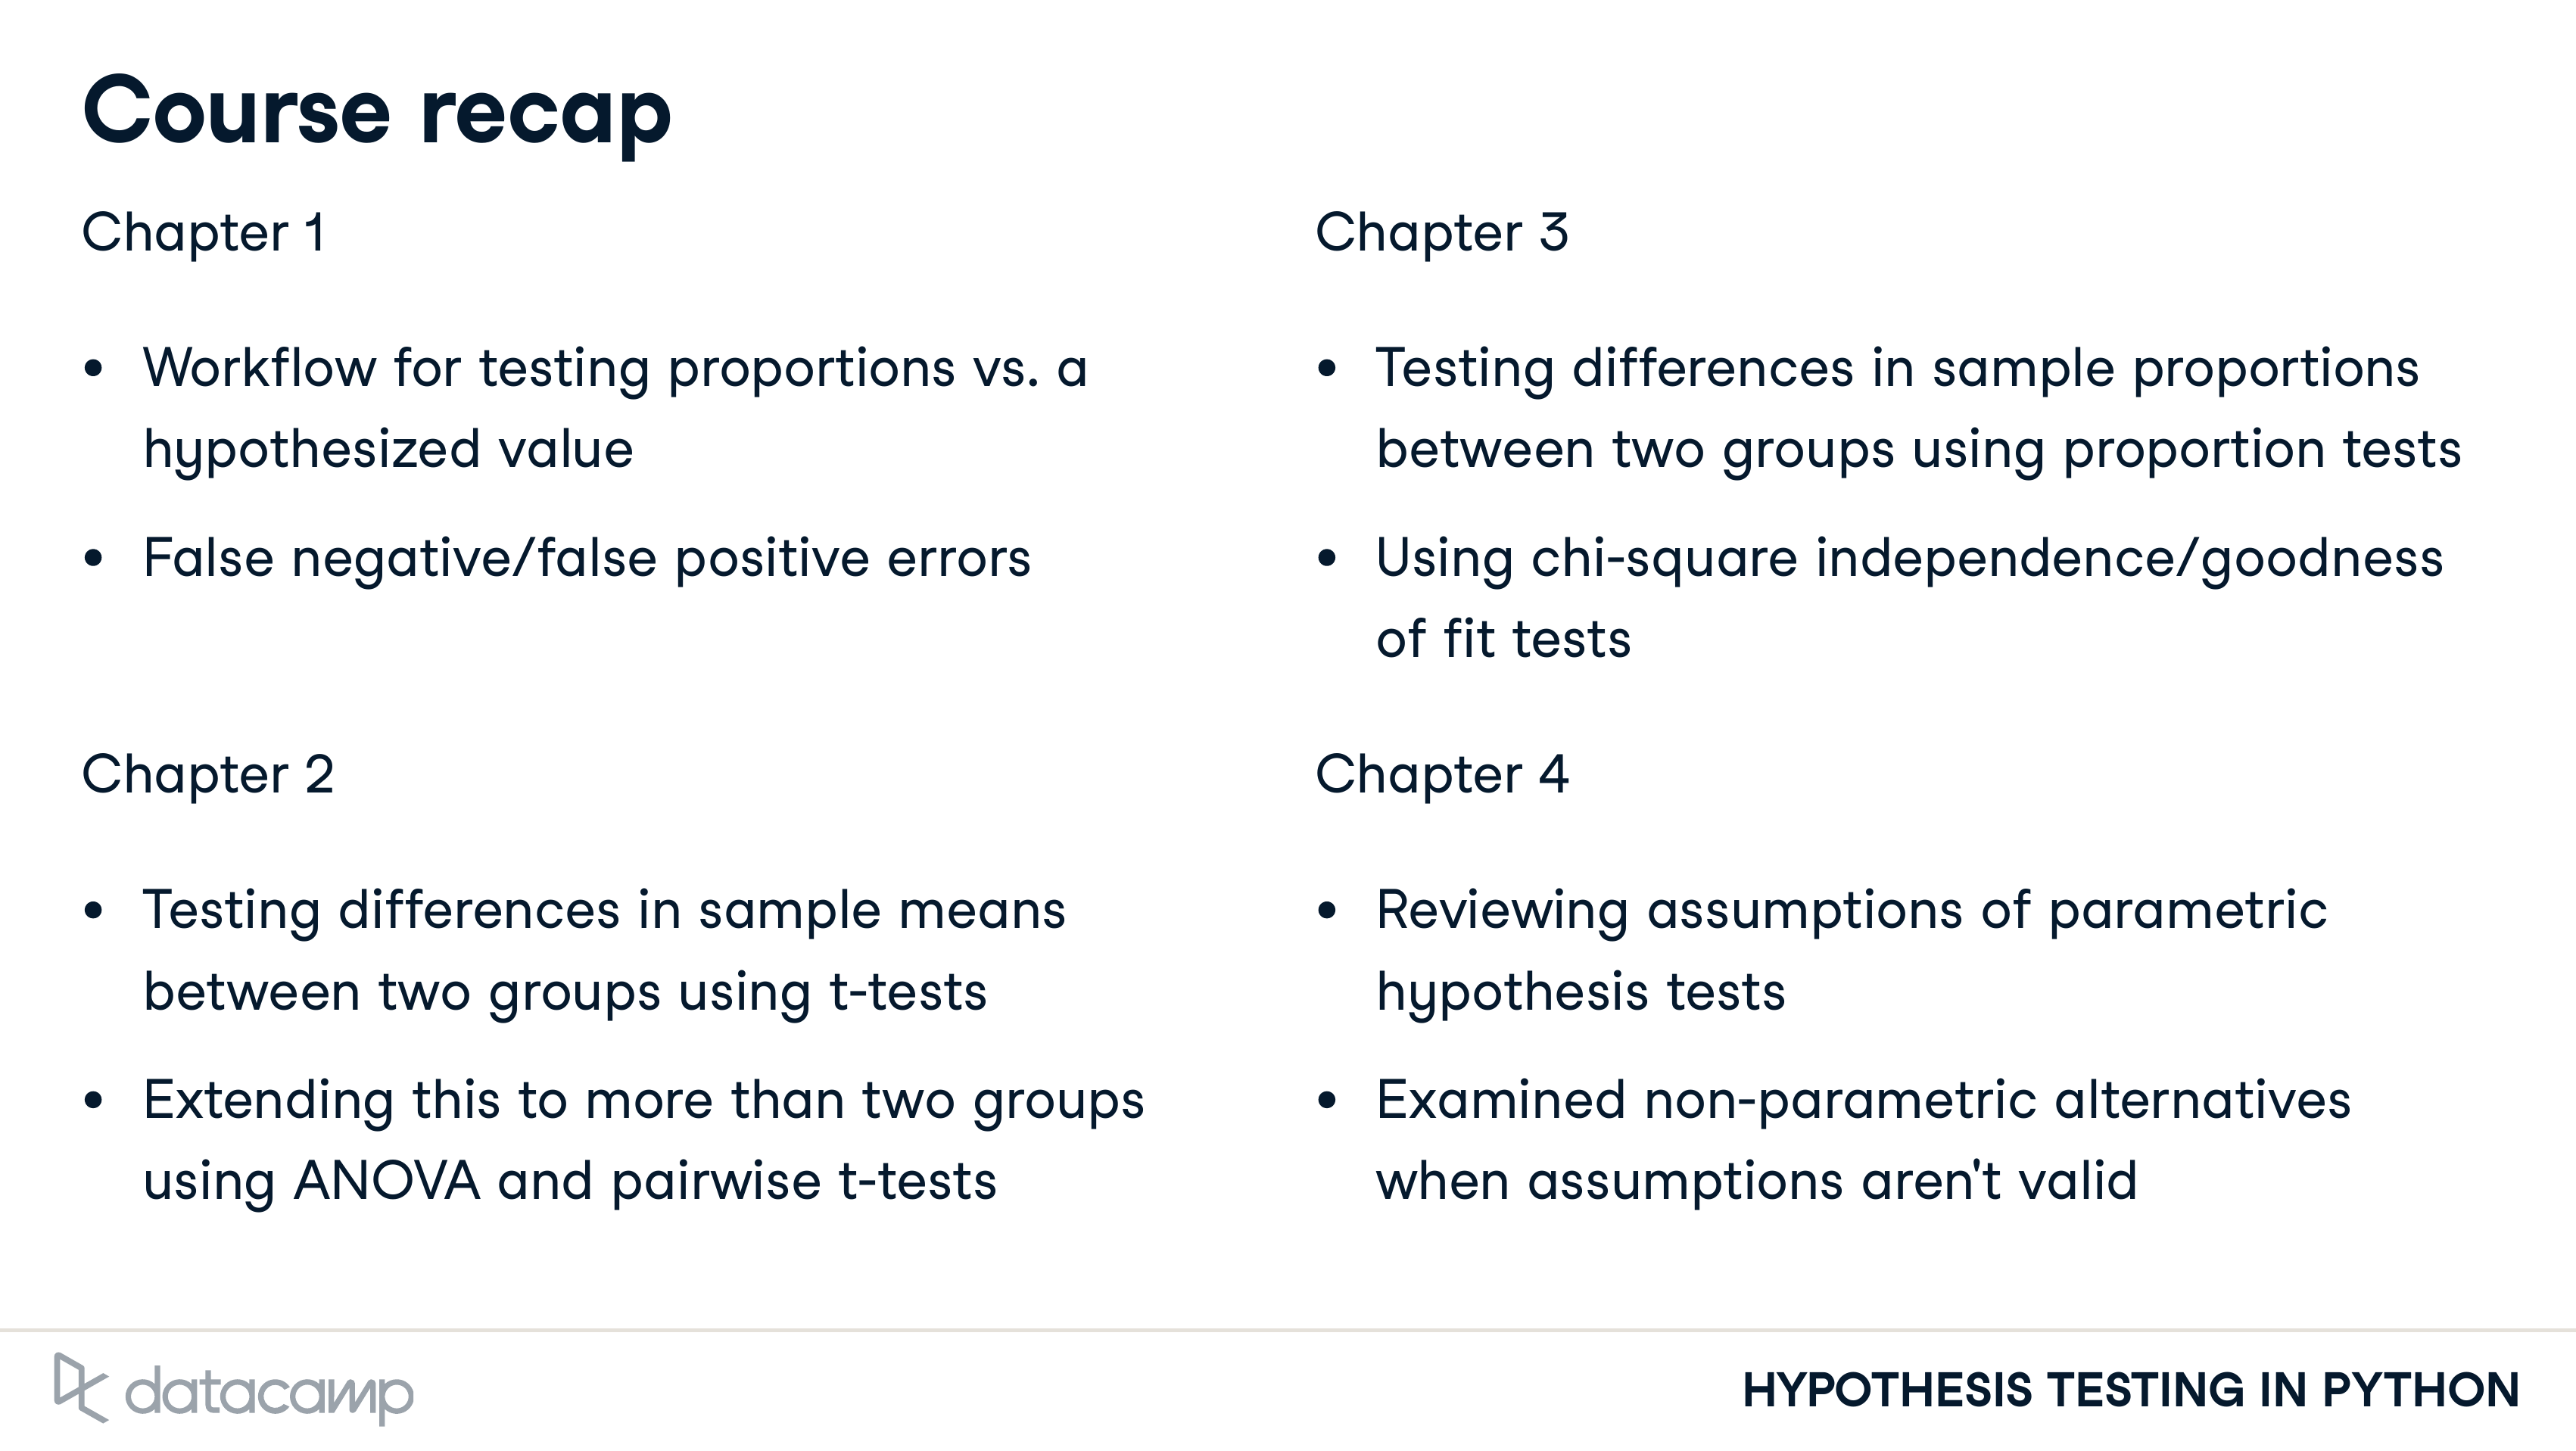 Course recap
Chapter 1
• Workflow for testing proportions vs. a
hypothesized value
• False negative/false positive errors
Chapter 2
• Testing differences in sample means
between two groups using t-tests
• Extending this to more than two groups
using ANOVA and pairwise t-tests
Chapter 3
• Testing differences in sample proportions
between two groups using proportion tests
• Using chi-square independence/goodness
of fit tests
Chapter 4
• Reviewing assumptions of parametric
hypothesis tests
• Examined non-parametric alternatives
when assumptions aren't valid
datacamp
HYPOTHESIS TESTING IN PYTHON